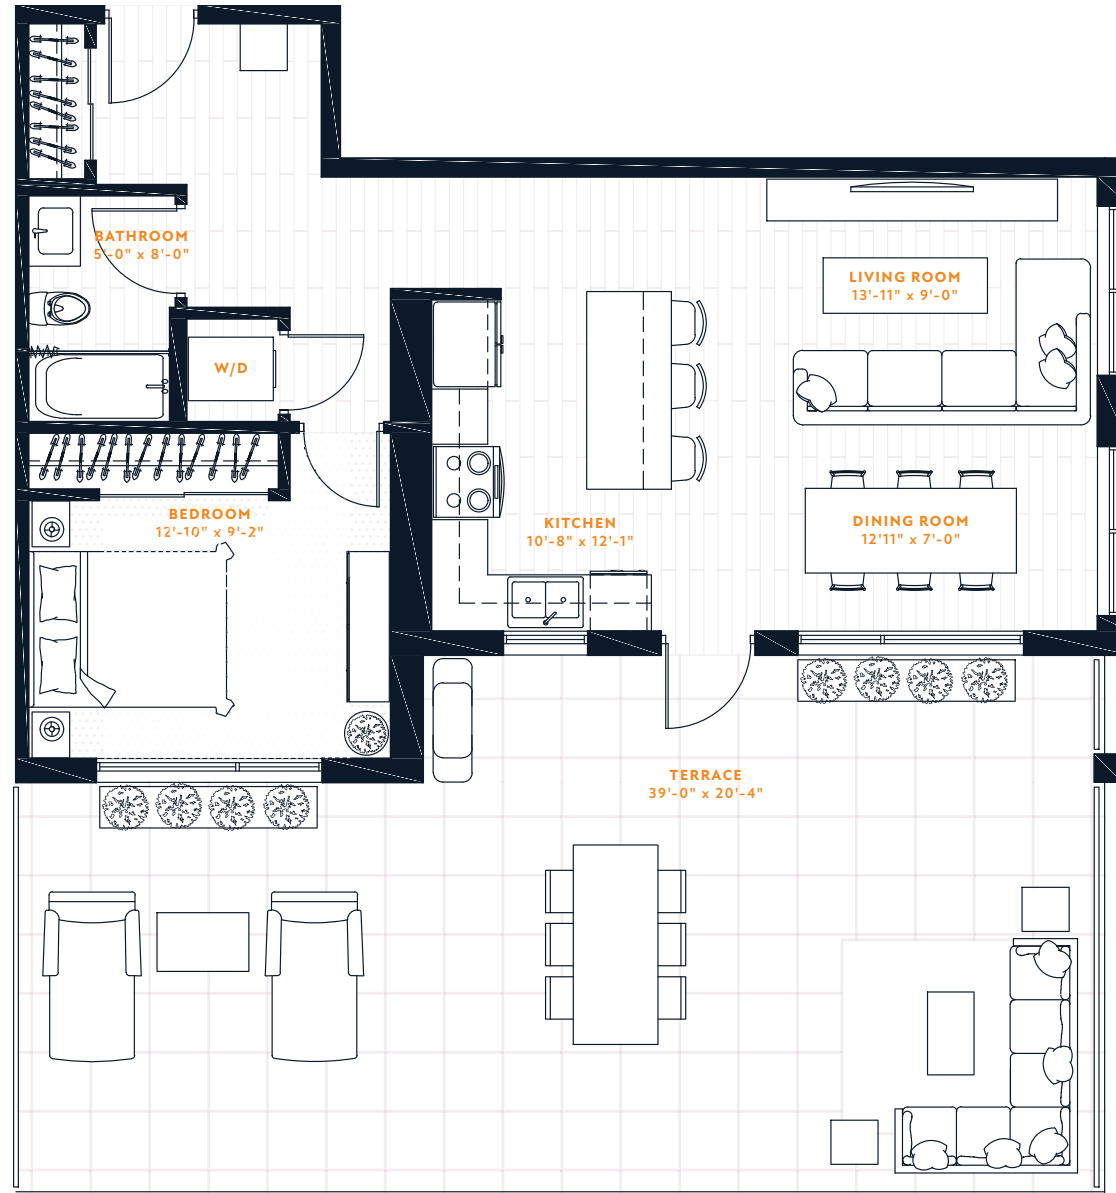 BATHROOM
5'-0" x 8'-0"
LIVING ROOM
13'-11" x 9'-0"
W/D
BEDROOM
12'-10" x 9'-2"
KITCHEN
10'-8" x 12'-1"
DINING ROOM
12'11" x 7'-0"
TERRACE
39'-0" x 20'-4"